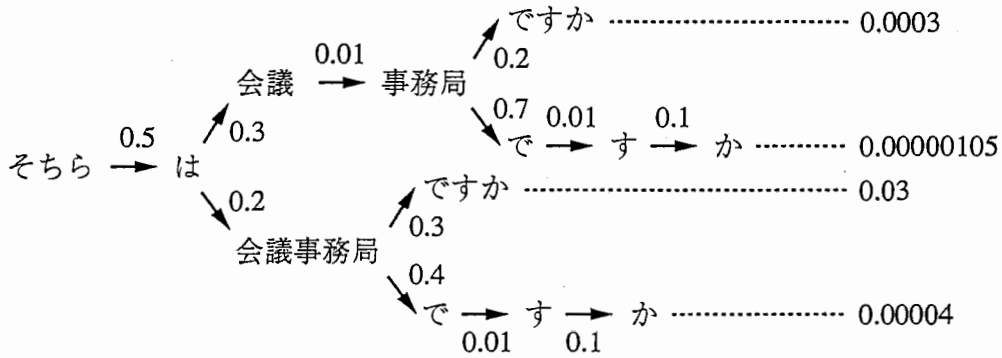 ですか 0.0003
0.01 0.2
会議 事務局
0.7 0.01 0.1
0.5 0.3 で す か 0.00000105
そちら は
0.2 ですか 0.03
0.3
会議事務局
0.4
で す か 0.00004
0.01 0.1